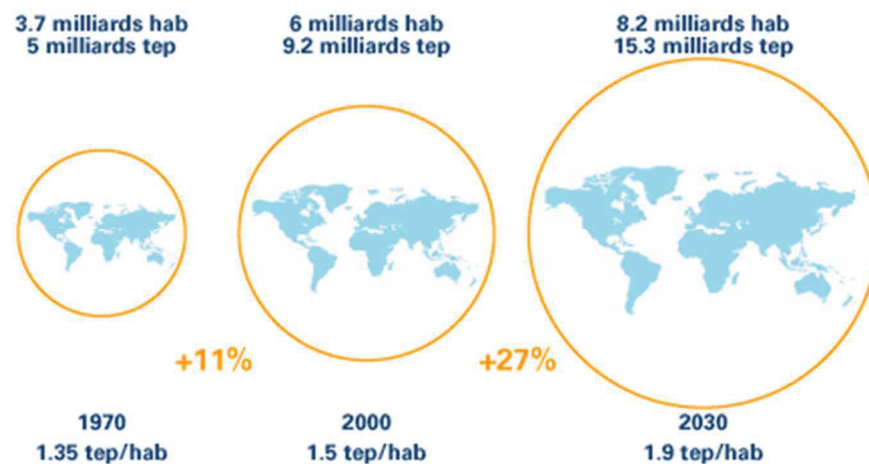 3.7 milliards hab
5 milliards tep
6 milliards hab
9.2 milliards tep
8.2 milliards hab
15.3 milliards tep
+11%
+27%
1970
1.35 tep/hab
2000
1.5 tep/hab
2030
1.9 tep/hab